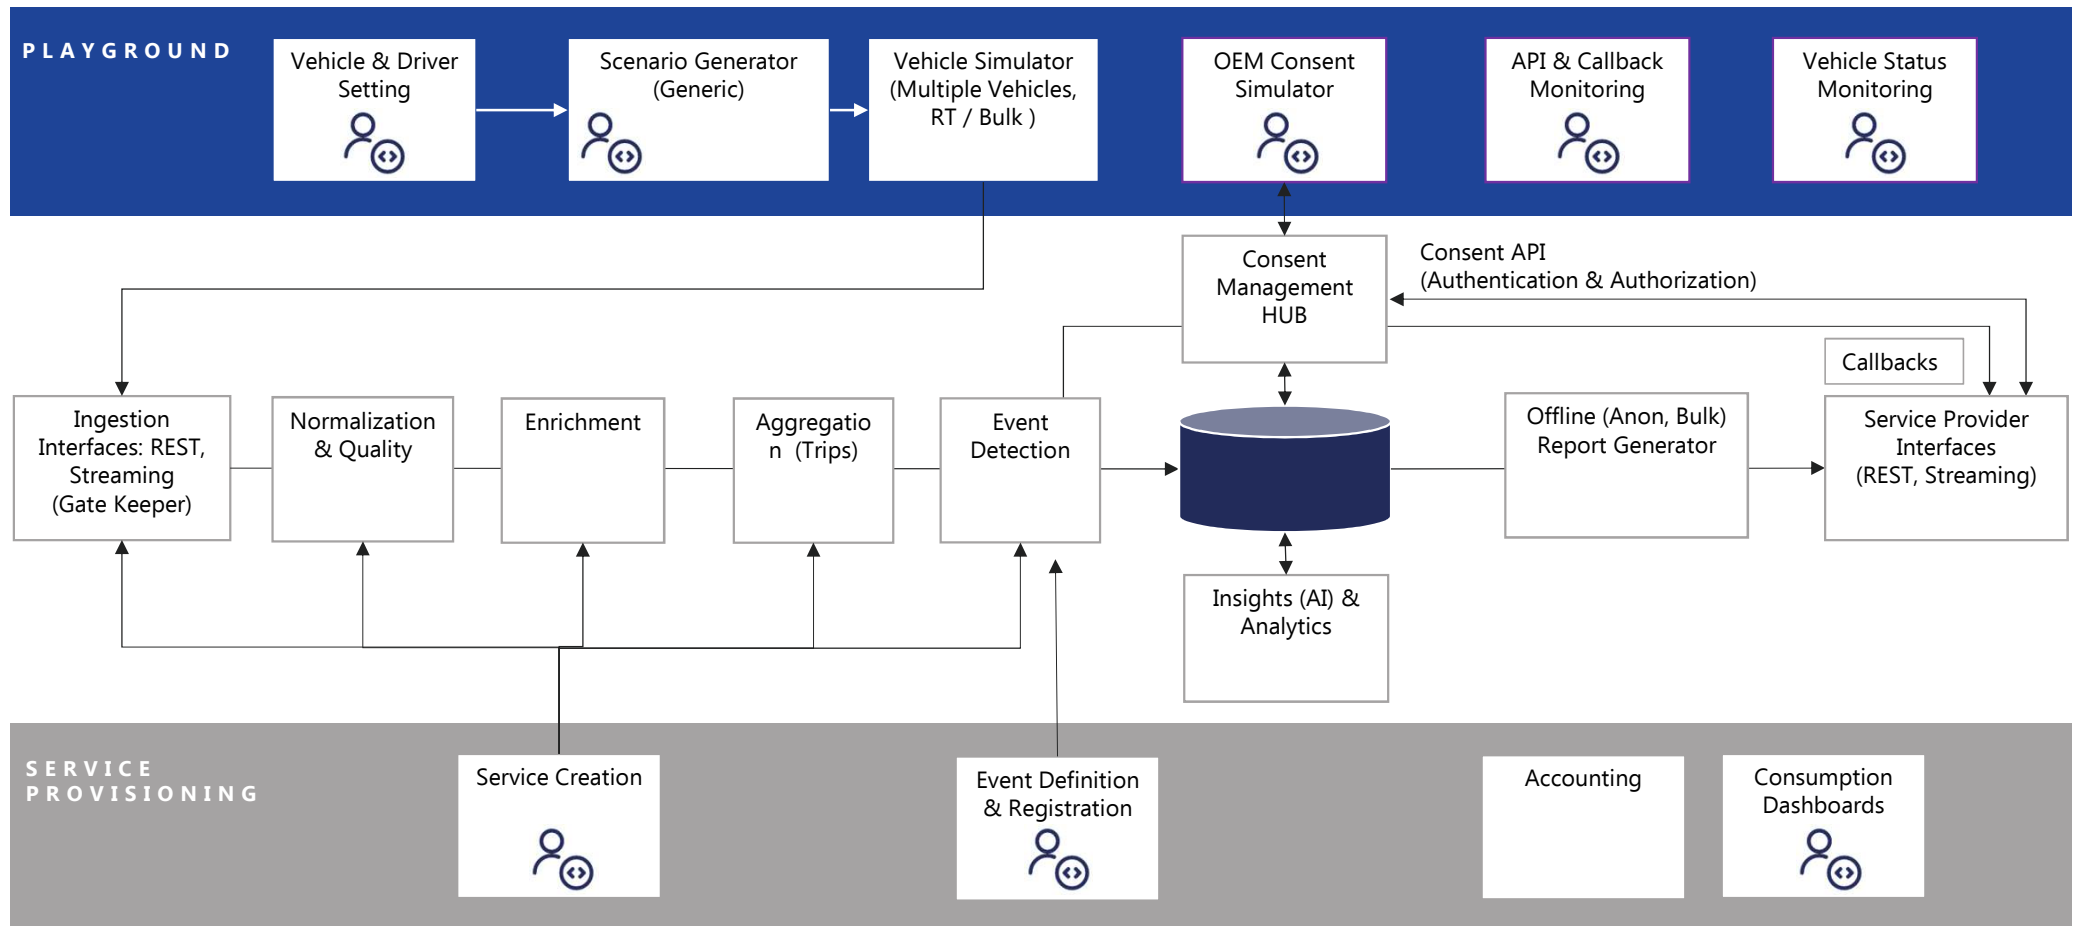 PLAYGROUND
Vehicle & Driver
Setting
Scenario Generator
(Generic)
Vehicle Simulator
(Multiple Vehicles,
RT / Bulk )
OEM Consent
Simulator
API & Callback
Monitoring
Vehicle Status
Monitoring
Consent
Management
HUB
Consent API
(Authentication & Authorization)
Callbacks
Ingestion
Interfaces: REST,
Streaming
(Gate Keeper)
Normalization
& Quality
Enrichment
Aggregatio
n (Trips)
Event
Detection
Offline (Anon, Bulk)
Report Generator
Service Provider
Interfaces
(REST, Streaming)
Insights (AI) &
Analytics
SERVICE
PROVISIONING
Service Creation
Event Definition
& Registration
Accounting
Consumption
Dashboards